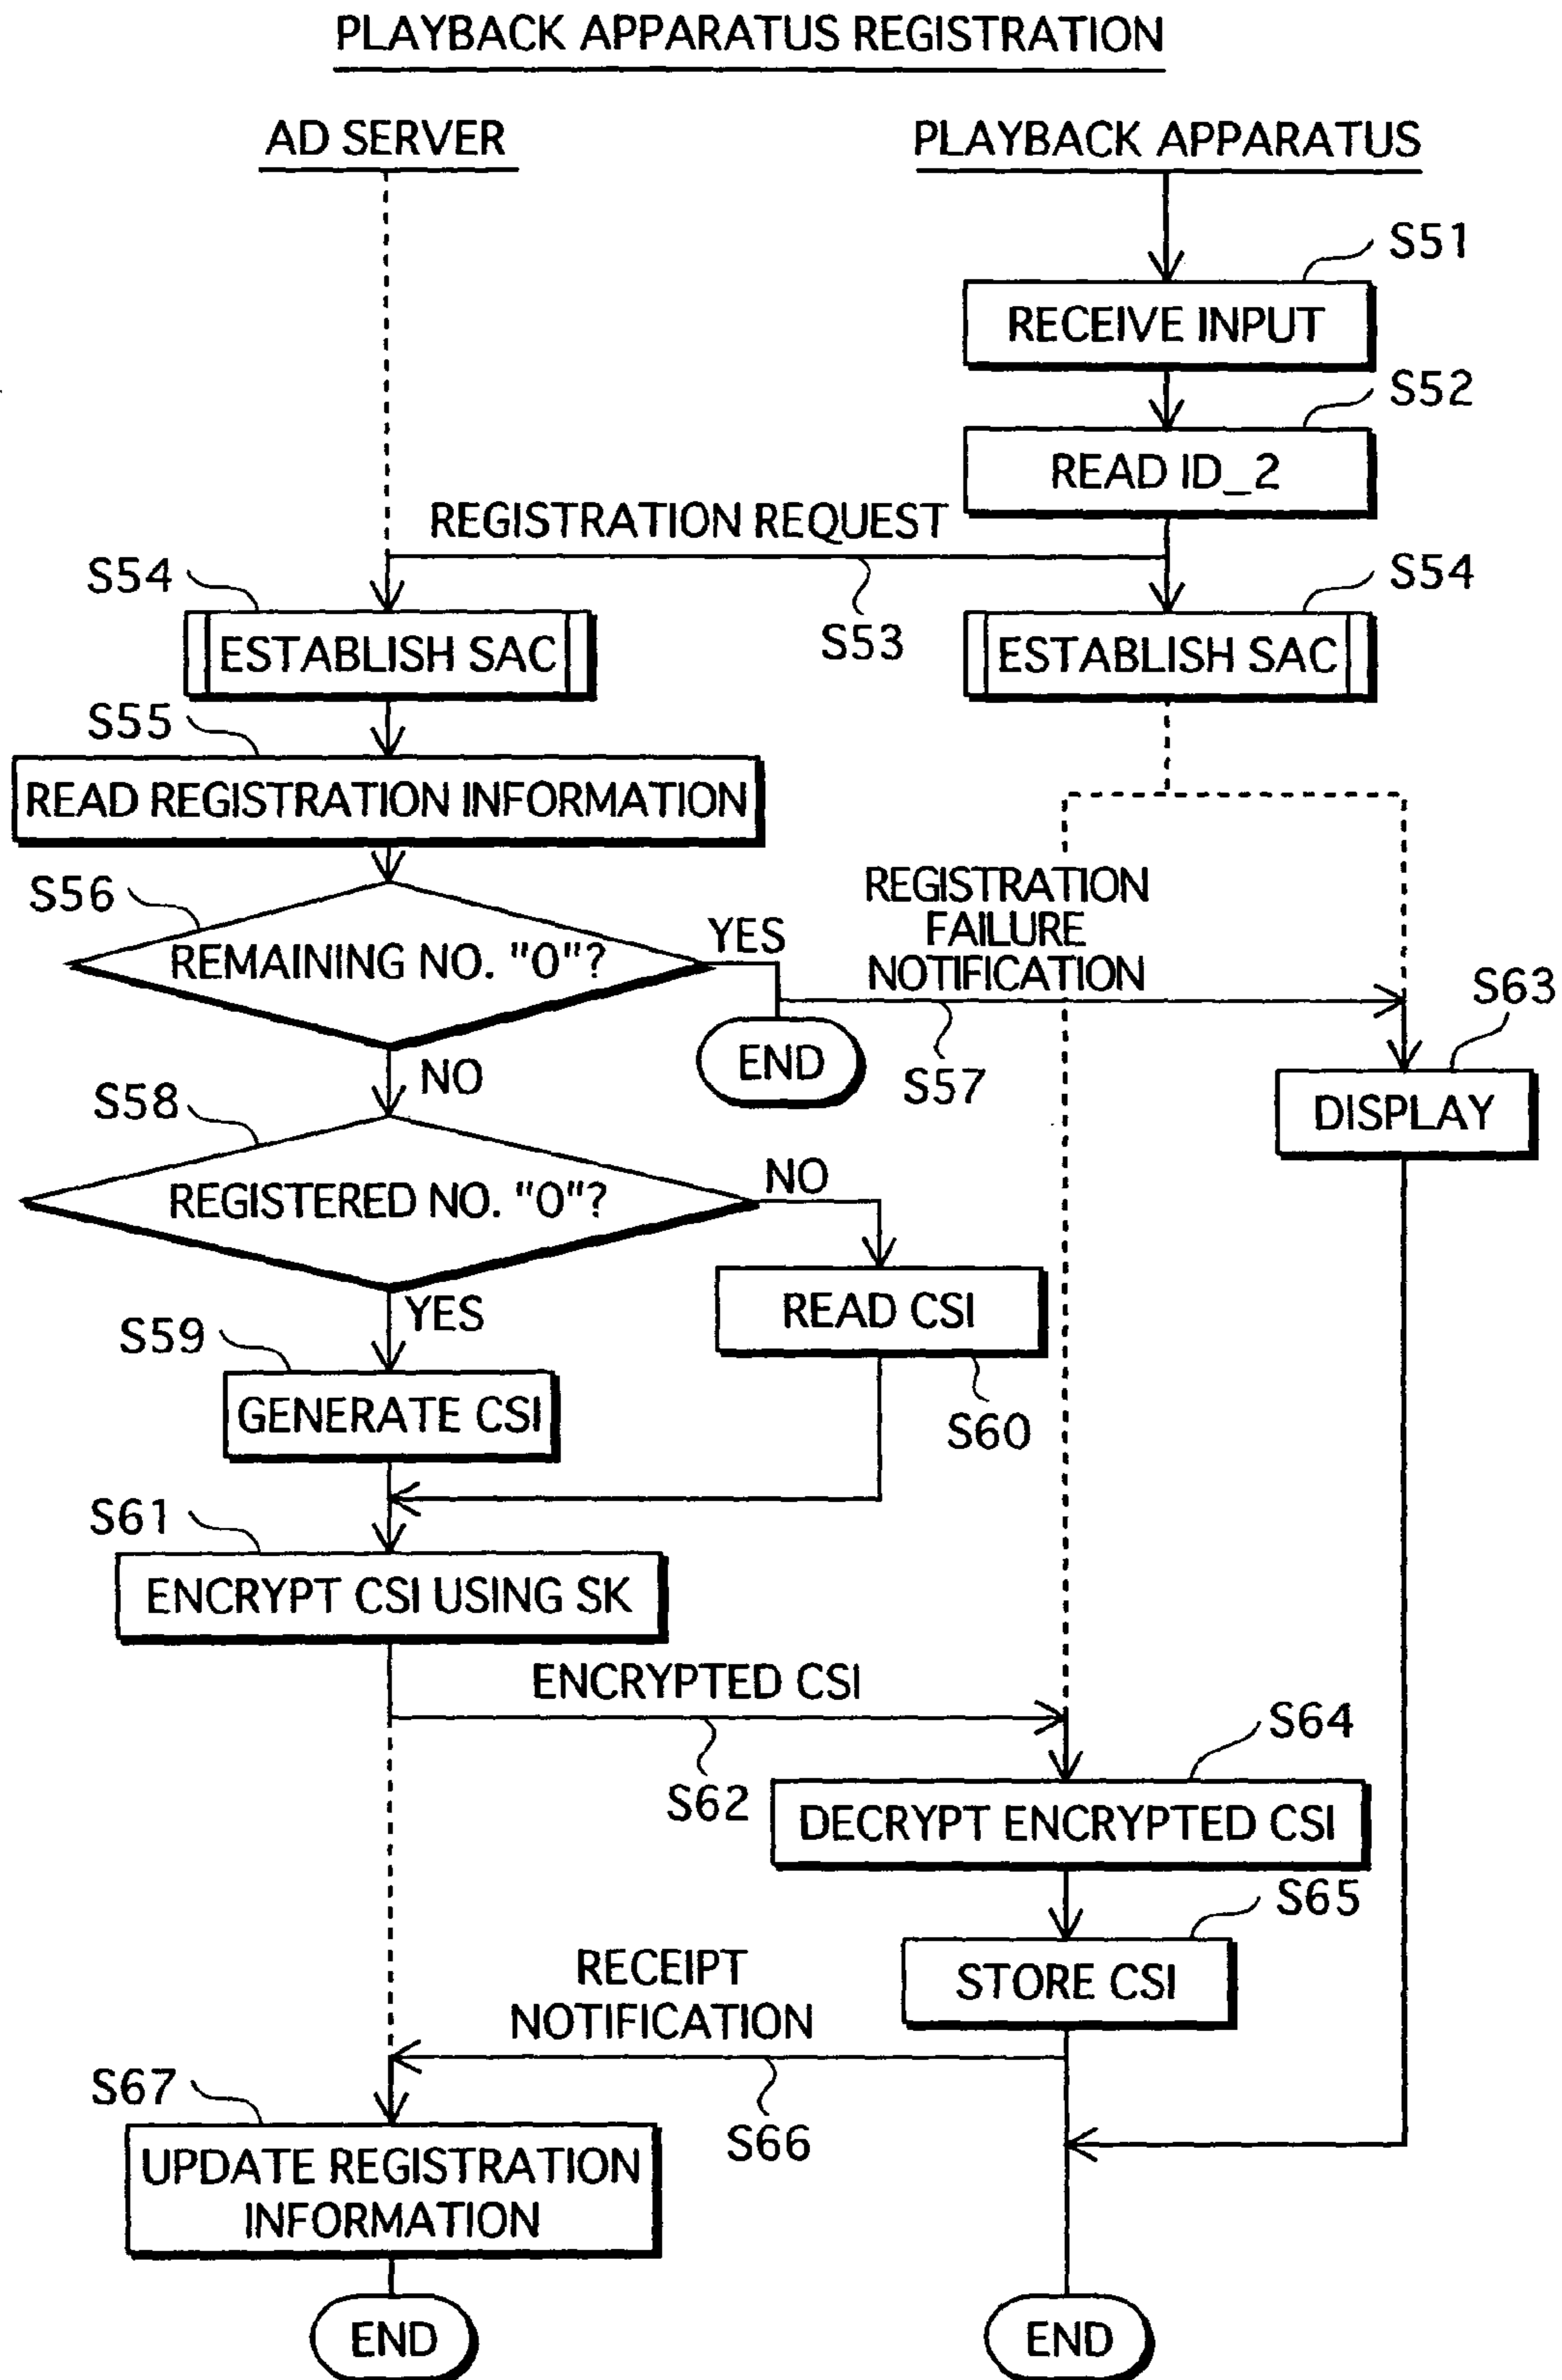 PLAYBACK APPARATUS REGISTRATION
AD SERVER
PLAYBACK APPARATUS
S51
RECEIVE INPUT
S52
READ ID_2
REGISTRATION REQUEST
S53
S54
ESTABLISH SAC
S54
ESTABLISH SAC
S55
READ REGISTRATION INFORMATION
S56
REMAINING NO. "0"?
YES
REGISTRATION
FAILURE
NOTIFICATION
S57
END
S63
DISPLAY
NO
S58
REGISTERED NO. "0"?
NO
READ CSI
S60
YES
S59
GENERATE CSI
S61
ENCRYPT CSI USING SK
ENCRYPTED CSI
S62
S64
DECRYPT ENCRYPTED CSI
S65
STORE CSI
RECEIPT
NOTIFICATION
S66
S67
UPDATE REGISTRATION
INFORMATION
END
END